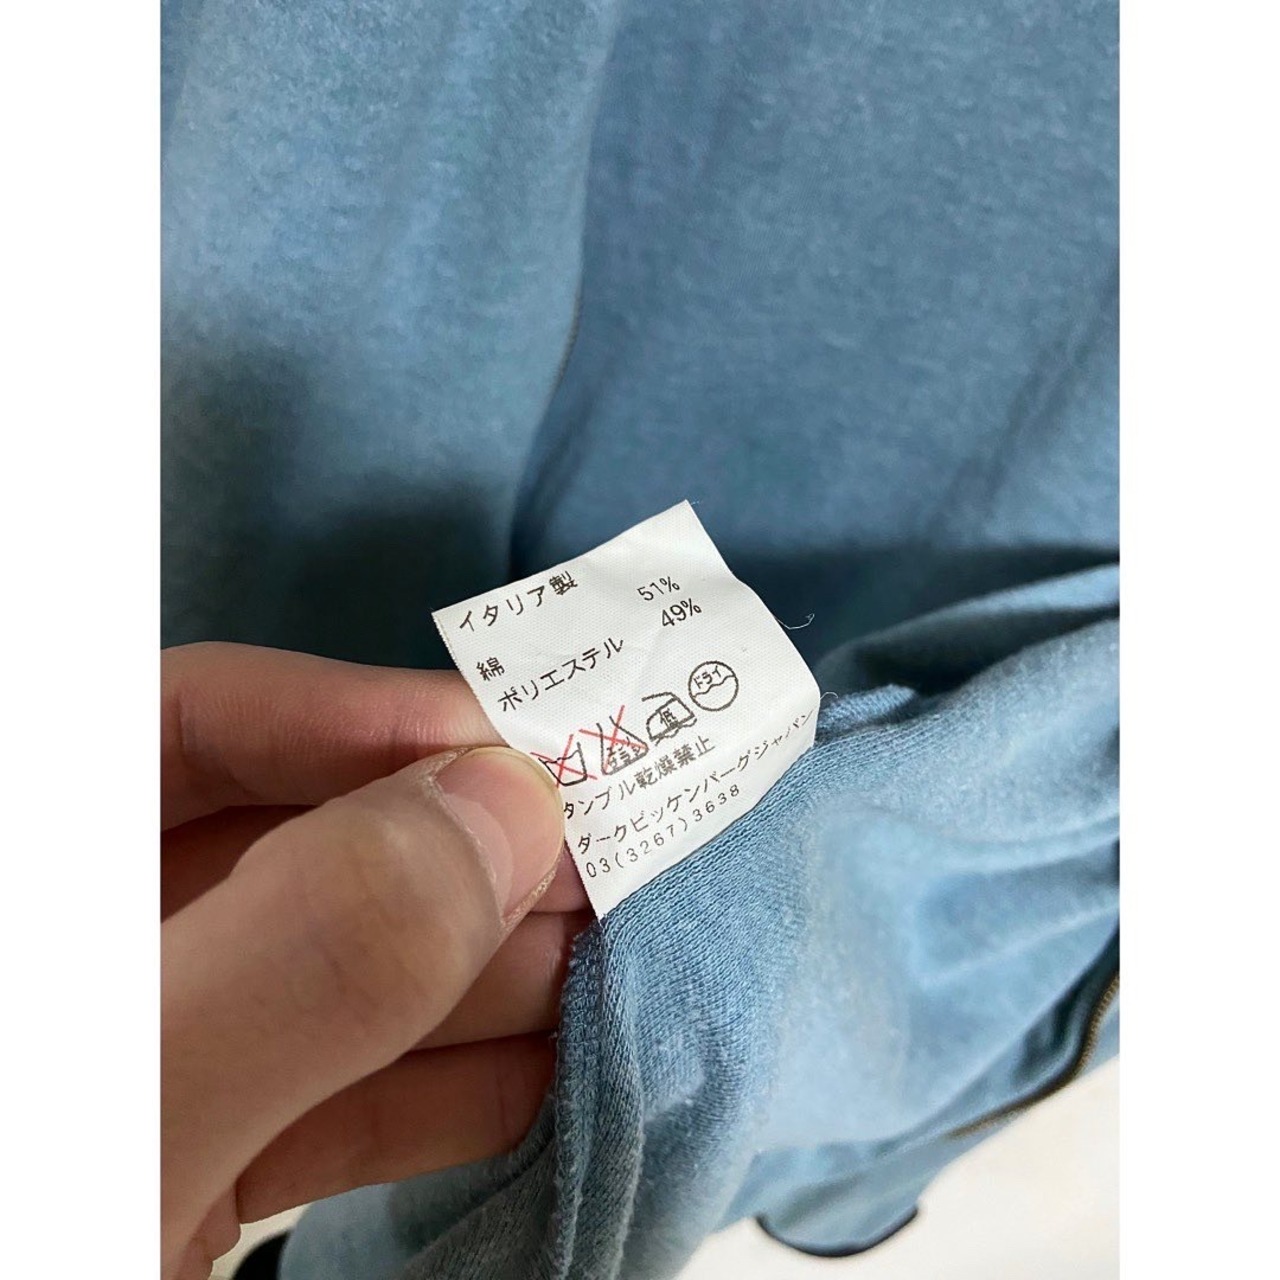 イタリア製
綿 51%
ポリエステル 49%
低 ドライ
タンブル乾燥禁止
ダークビッケンバーグジャパン
03(3267)3638